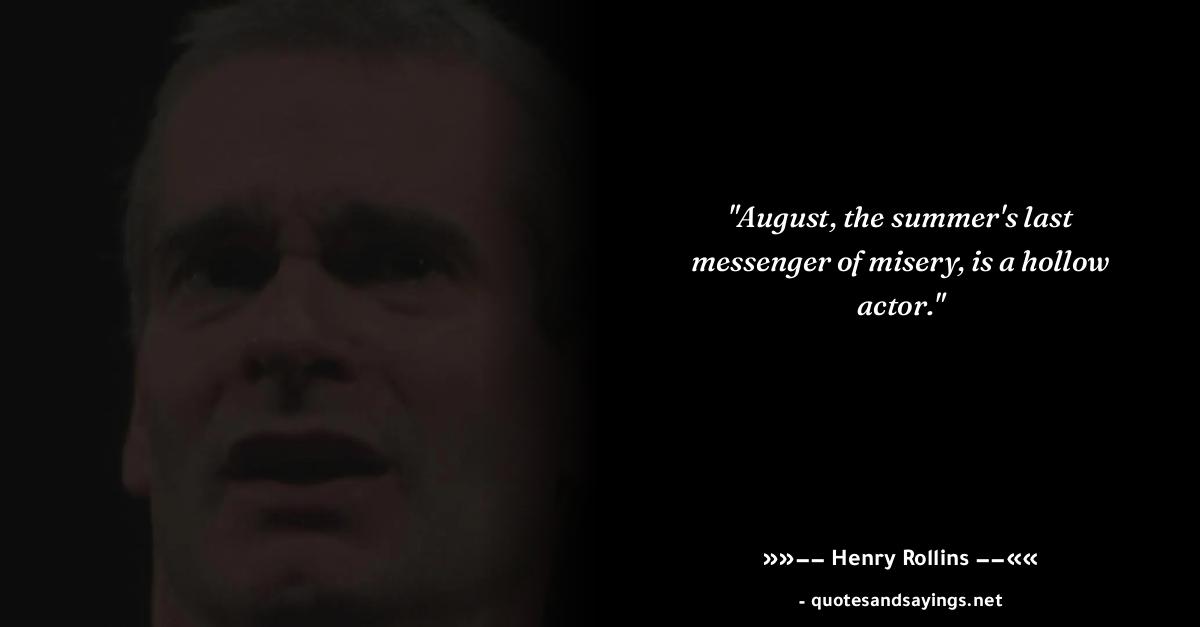 "August, the summer's last
messenger of misery, is a hollow
actor."
»»−− Henry Rollins −−««
- quotesandsayings.net